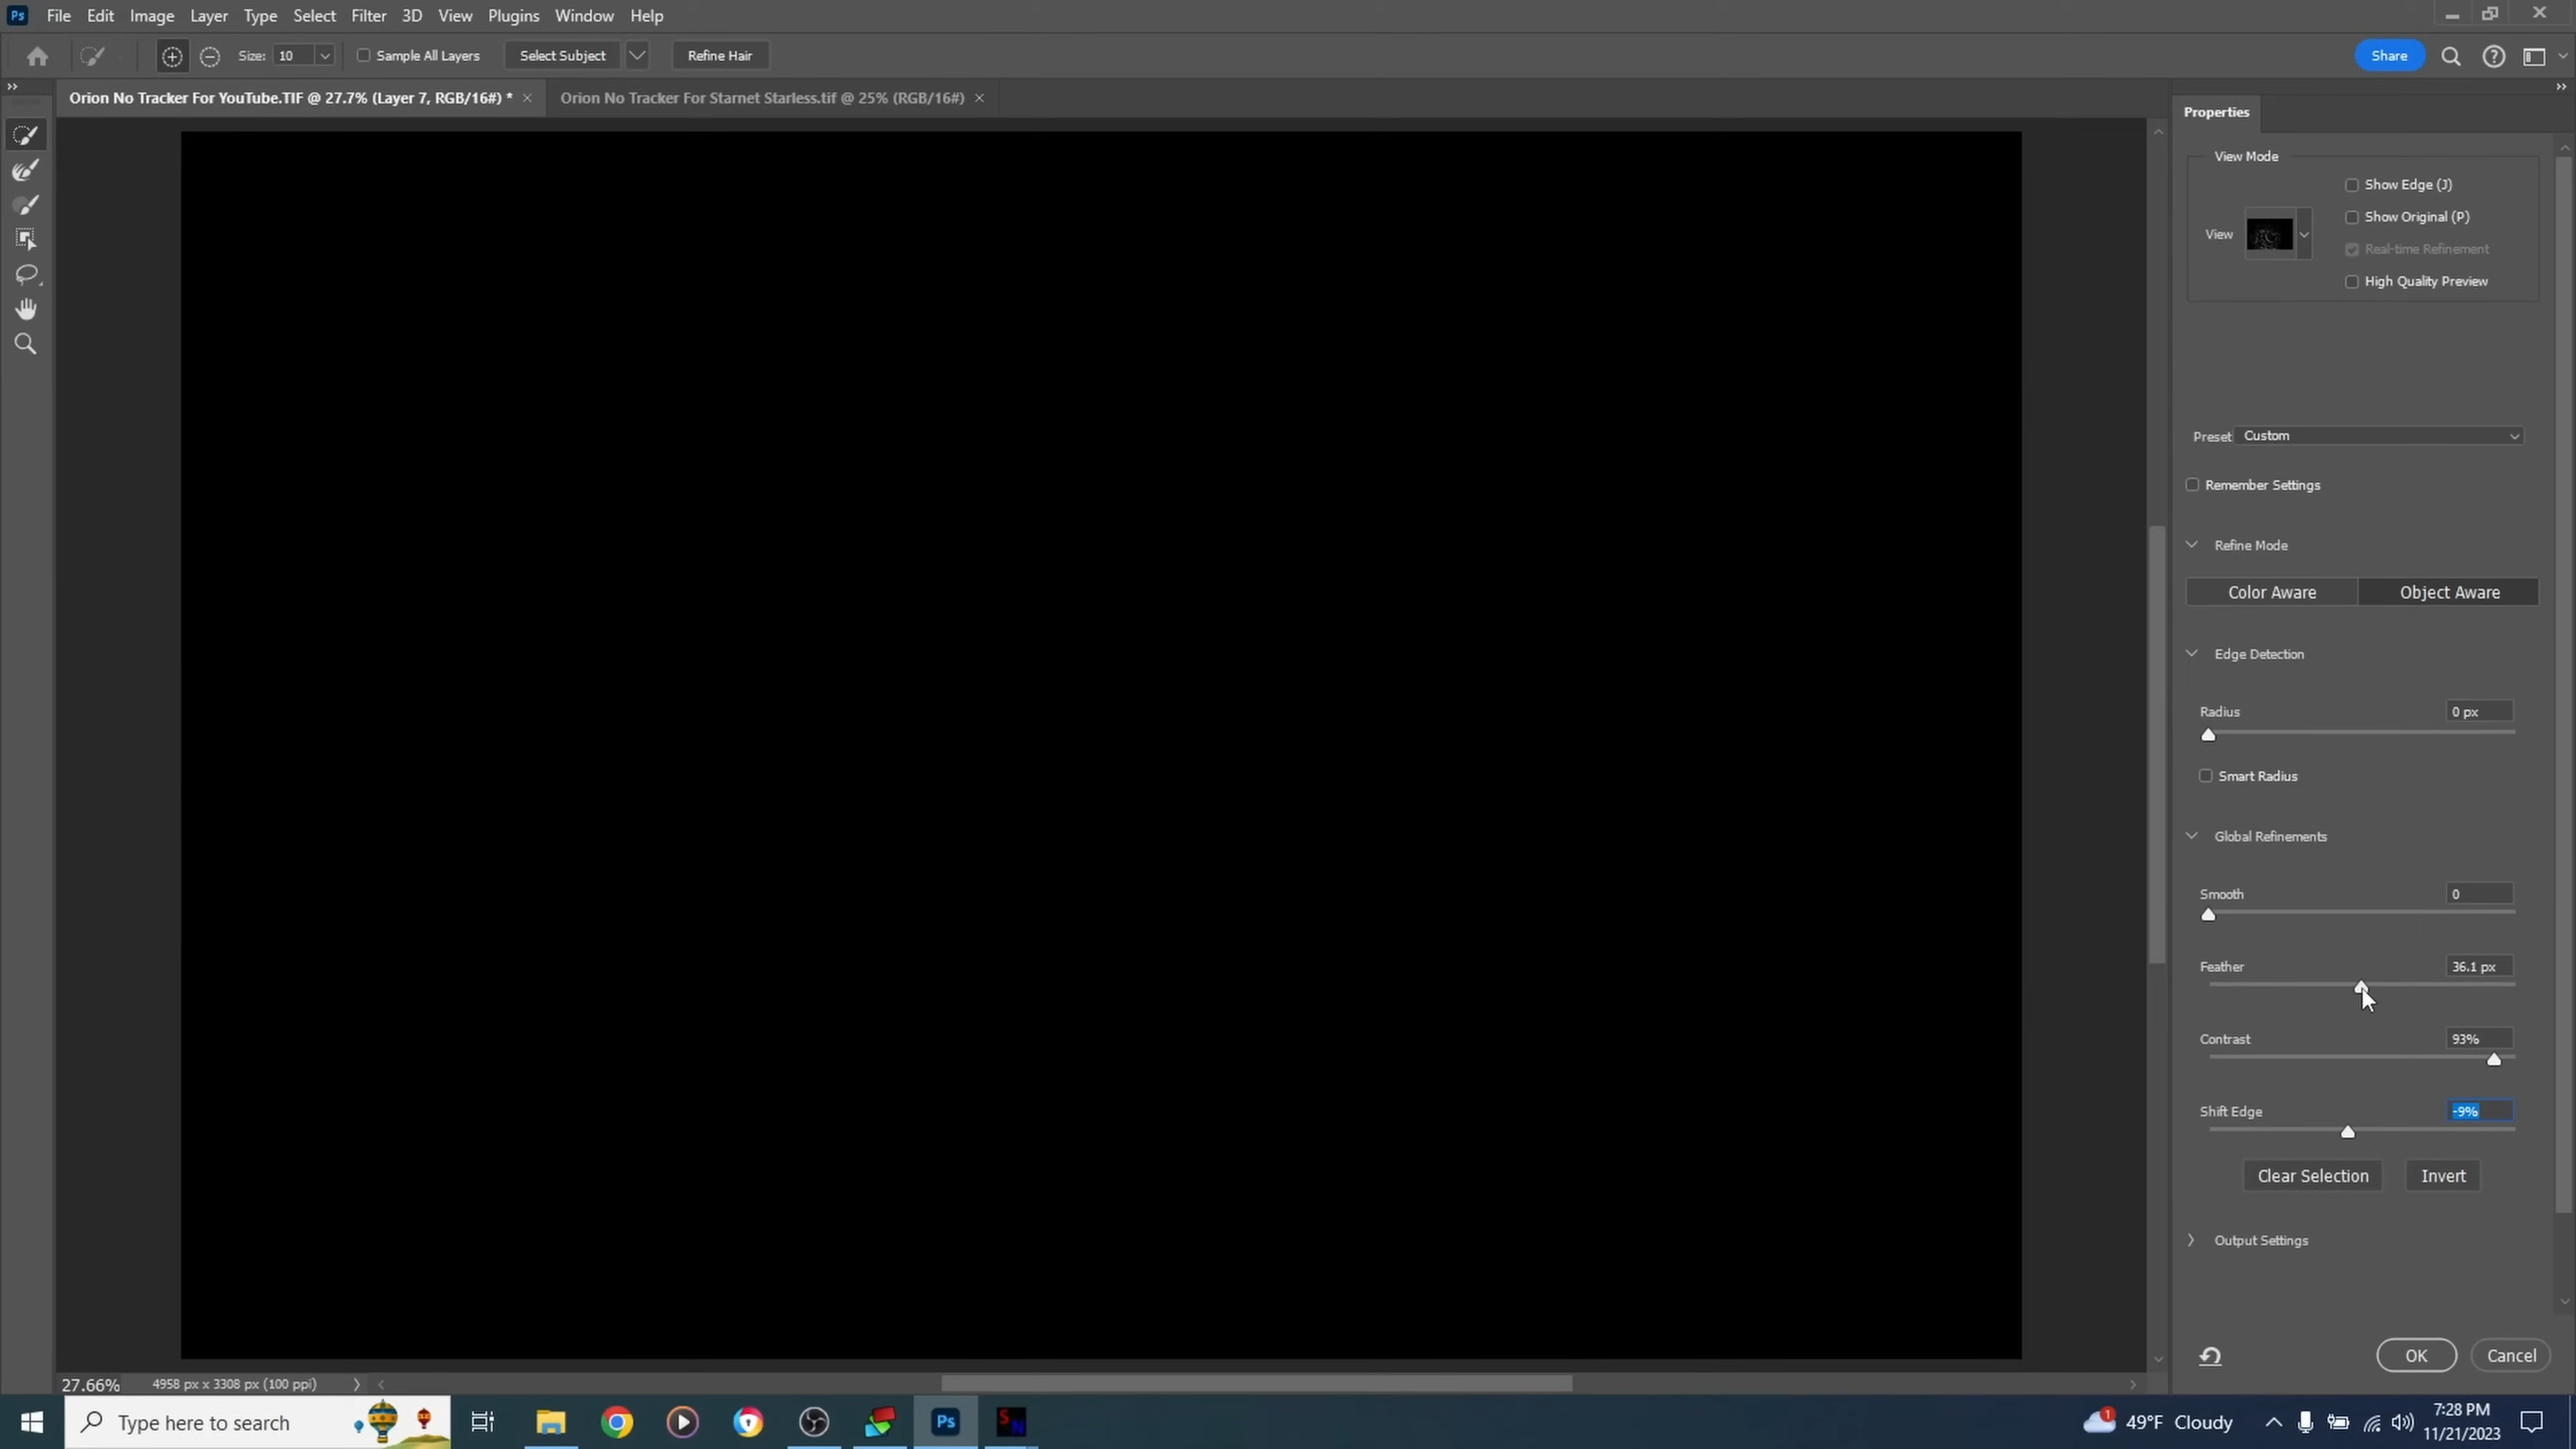 Ps File Edit Image Layer Type Select Filter 3D View Plugins Window Help
Size: 10 Sample All Layers Select Subject Refine Hair Share
Orion No Tracker For YouTube.TIF @ 27.7% (Layer 7, RGB/16#) * × Orion No Tracker For Starnet Starless.tif @ 25% (RGB/16#) ×
Properties
View Mode
Show Edge (J)
Show Original (P)
View
Real-time Refinement
High Quality Preview
Preset Custom
Remember Settings
Refine Mode
Color Aware Object Aware
Edge Detection
Radius 0 px
Smart Radius
Global Refinements
Smooth 0
Feather 36.1 px
Contrast 93%
Shift Edge -9%
Clear Selection Invert
Output Settings
OK Cancel
27.66% 4958 px x 3308 px (100 ppi)
Type here to search Ps S N 1 49°F Cloudy 7:28 PM
11/21/2023